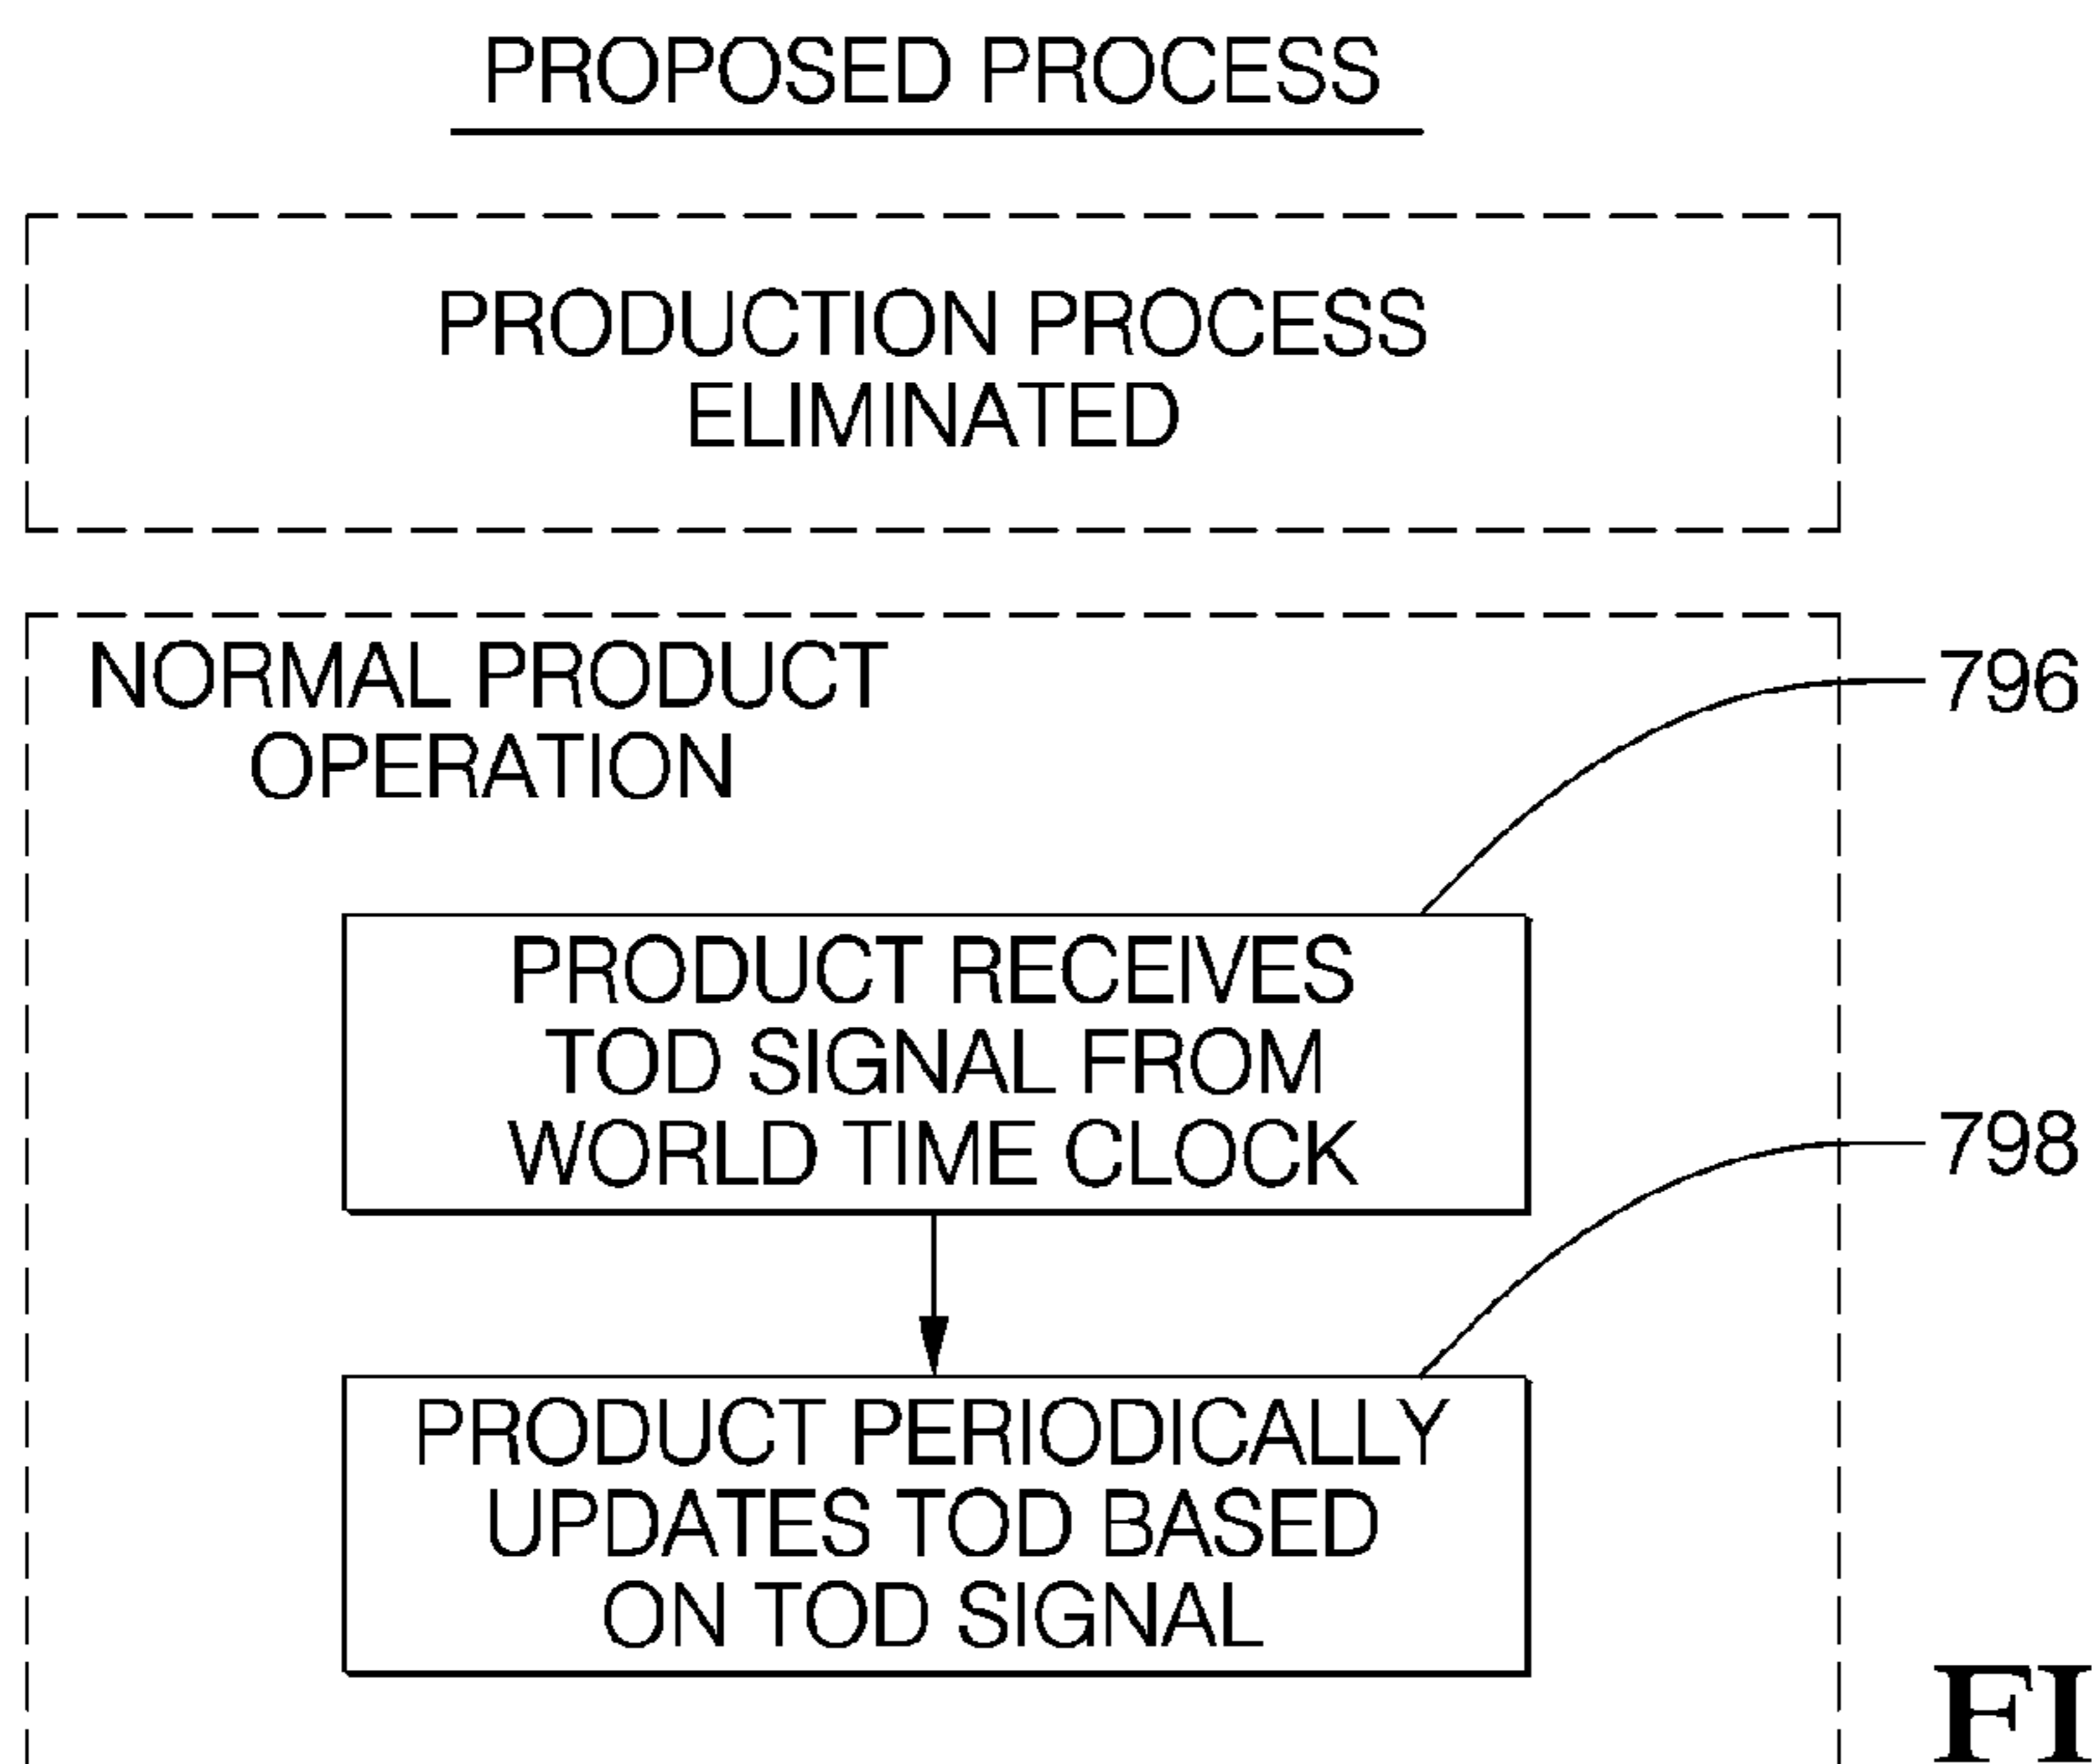 PROPOSED PROCESS
PRODUCTION PROCESS
ELIMINATED
NORMAL PRODUCT
OPERATION
796
PRODUCT RECEIVES
TOD SIGNAL FROM
WORLD TIME CLOCK
798
PRODUCT PERIODICALLY
UPDATES TOD BASED
ON TOD SIGNAL
FI